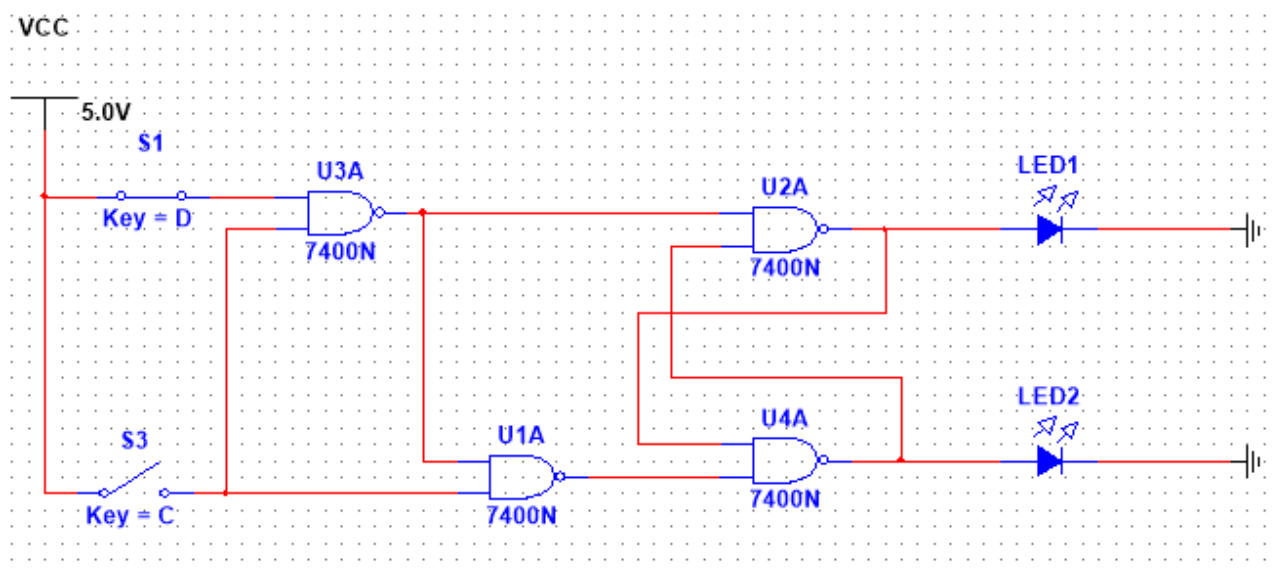 VCC
5.0V
S1
Key = D
U3A
7400N
U2A
7400N
LED1
S3
Key = C
U1A
7400N
U4A
7400N
LED2